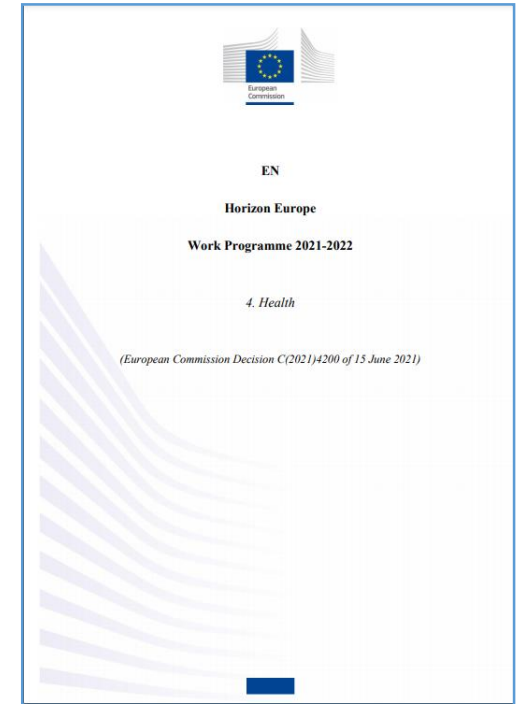 European
Commission
EN
Horizon Europe
Work Programme 2021-2022
4. Health
(European Commission Decision C(2021)4200 of 15 June 2021)